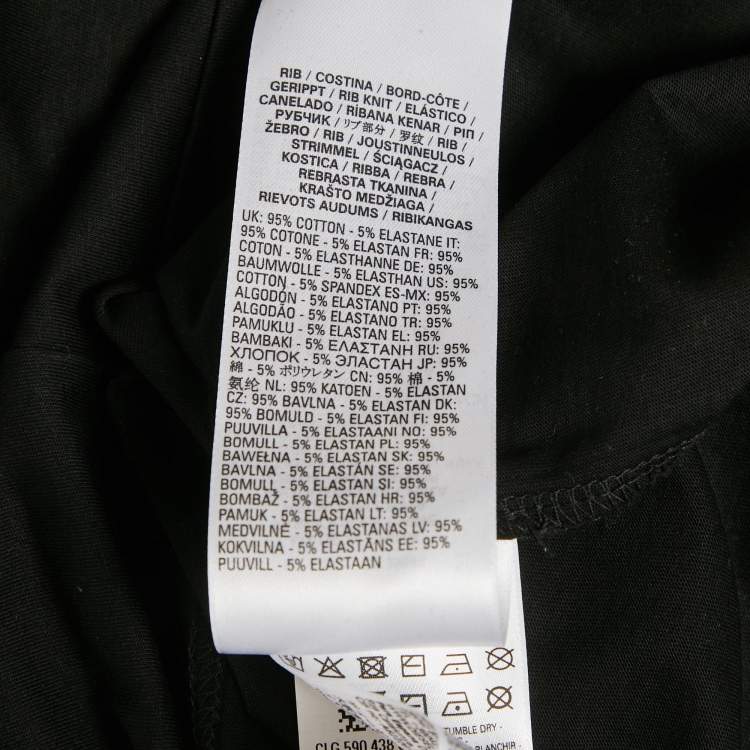 RIB / COSTINA / BORD-CÔTE /
GERIPPT / RIB KNIT / ELÁSTICO /
CANELADO / RİBANA KENAR / ΡΙΠ /
РУБЧИК / リブ部分 / 罗纹 / RIB /
ŽEBRO / RIB / JOUSTINNEULOS /
STRIMMEL / ŚCIĄGACZ /
KOSTICA / RIBBA / REBRA /
REBRASTA TKANINA /
KRAŠTO MEDŽIAGA /
RIEVOTS AUDUMS / RIBIKANGAS
UK: 95% COTTON - 5% ELASTANE IT:
95% COTONE - 5% ELASTAN FR: 95%
COTON - 5% ELASTHANNE DE: 95%
BAUMWOLLE - 5% ELASTHAN US: 95%
COTTON - 5% SPANDEX ES-MX: 95%
ALGODÓN - 5% ELASTANO PT: 95%
ALGODÃO - 5% ELASTANO TR: 95%
PAMUKLU - 5% ELASTAN EL: 95%
ΒΑΜΒΑΚΙ - 5% ΕΛΑΣΤΑΝΗ RU: 95%
ХЛОПОК - 5% ЭЛАСТАН JP: 95%
綿 - 5% ポリウレタン CN: 95% 棉 - 5%
氨纶 NL: 95% KATOEN - 5% ELASTAN
CZ: 95% BAVLNA - 5% ELASTAN DK:
95% BOMULD - 5% ELASTAN FI: 95%
PUUVILLA - 5% ELASTAANI NO: 95%
BOMULL - 5% ELASTAN PL: 95%
BAWEŁNA - 5% ELASTAN SK: 95%
BAVLNA - 5% ELASTÁN SE: 95%
BOMULL - 5% ELASTAN SI: 95%
BOMBAŽ - 5% ELASTAN HR: 95%
PAMUK - 5% ELASTAN LT: 95%
MEDVILNĖ - 5% ELASTANAS LV: 95%
KOKVILNA - 5% ELASTĀNS EE: 95%
PUUVILL - 5% ELASTAAN
TUMBLE DRY -
BLANCHIR
CLG 590 438